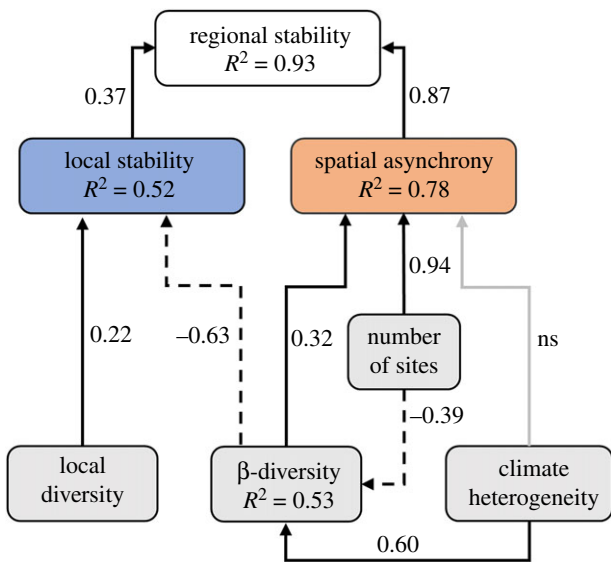 regional stability
R² = 0.93
0.37
0.87
local stability
R² = 0.52
spatial asynchrony
R² = 0.78
0.94
number
of sites
0.22
–0.63
0.32
ns
–0.39
local
diversity
β-diversity
R² = 0.53
climate
heterogeneity
0.60